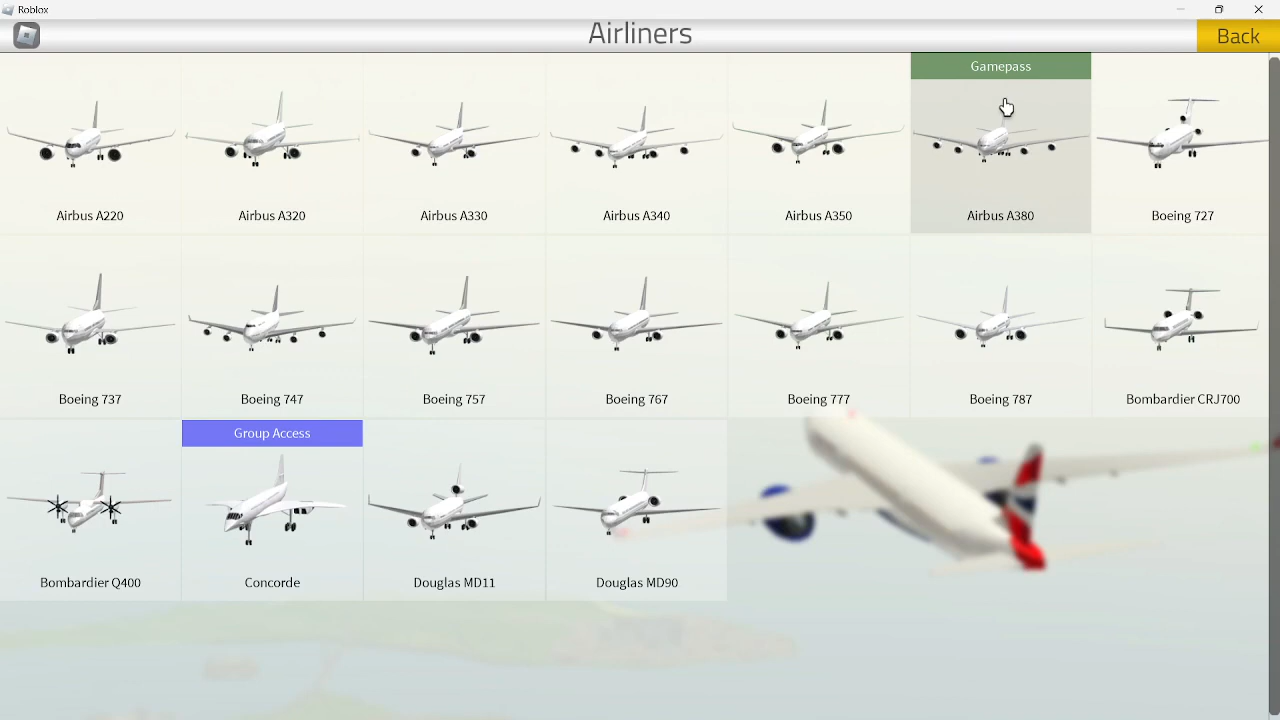 Roblox
Airliners
Back
Gamepass
Airbus A220
Airbus A320
Airbus A330
Airbus A340
Airbus A350
Airbus A380
Boeing 727
Boeing 737
Boeing 747
Boeing 757
Boeing 767
Boeing 777
Boeing 787
Bombardier CRJ700
Group Access
Bombardier Q400
Concorde
Douglas MD11
Douglas MD90